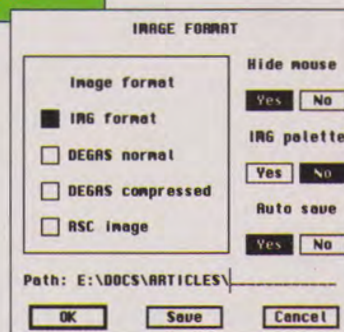 IMAGE FORMAT
Image format
IMG format
DEGAS normal
DEGAS compressed
RSC image
Hide mouse
Yes No
IMG palette
Yes No
Auto save
Yes No
Path: E:\DOCS\ARTICLES\
OK Save Cancel